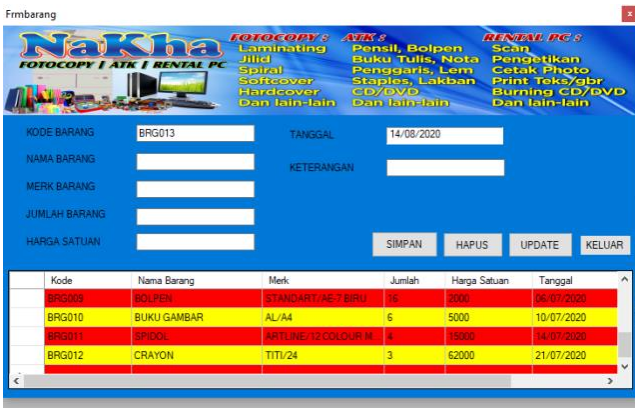 Frmbarang
x
NaKha
FOTOCOPY / ATK / RENTAL PC
FOTOCOPY :
Laminating
Jilid
Spiral
Softcover
Hardcover
Dan lain-lain
ATK :
Pensil, Bolpen
Buku Tulis, Nota
Penggaris, Lem
Staples, Lakban
CD/DVD
Dan lain-lain
RENTAL PC :
Scan
Pengetikan
Cetak Photo
Print Teks/gbr
Burning CD/DVD
Dan lain-lain
KODE BARANG BRG013 TANGGAL 14/08/2020
NAMA BARANG KETERANGAN
MERK BARANG
JUMLAH BARANG
HARGA SATUAN SIMPAN HAPUS UPDATE KELUAR
Kode Nama Barang Merk Jumlah Harga Satuan Tanggal
BRG009 BOLPEN STANDART/AE-7 BIRU 16 2000 06/07/2020
BRG010 BUKU GAMBAR AL/A4 6 5000 10/07/2020
BRG011 SPIDOL ARTLINE/12 COLOUR M... 4 15000 14/07/2020
BRG012 CRAYON TITI/24 3 62000 21/07/2020